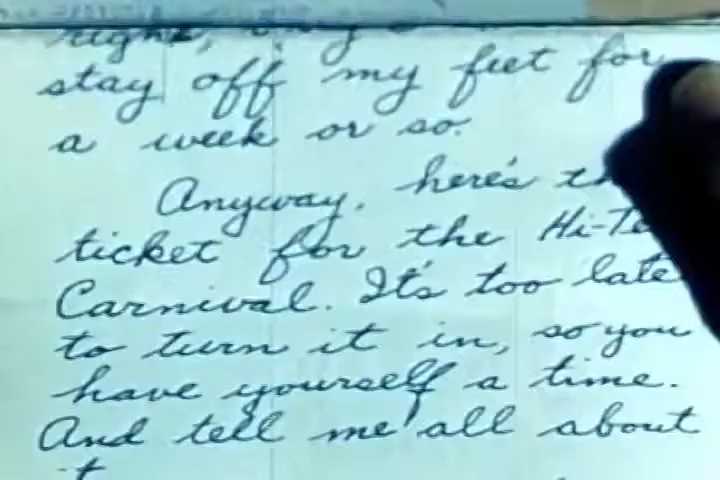 right,
stay off my feet for
a week or so.
Anyway, here's
ticket for the
Carnival. It's too late
to turn it in, so you
have yourself a time.
And tell me all about